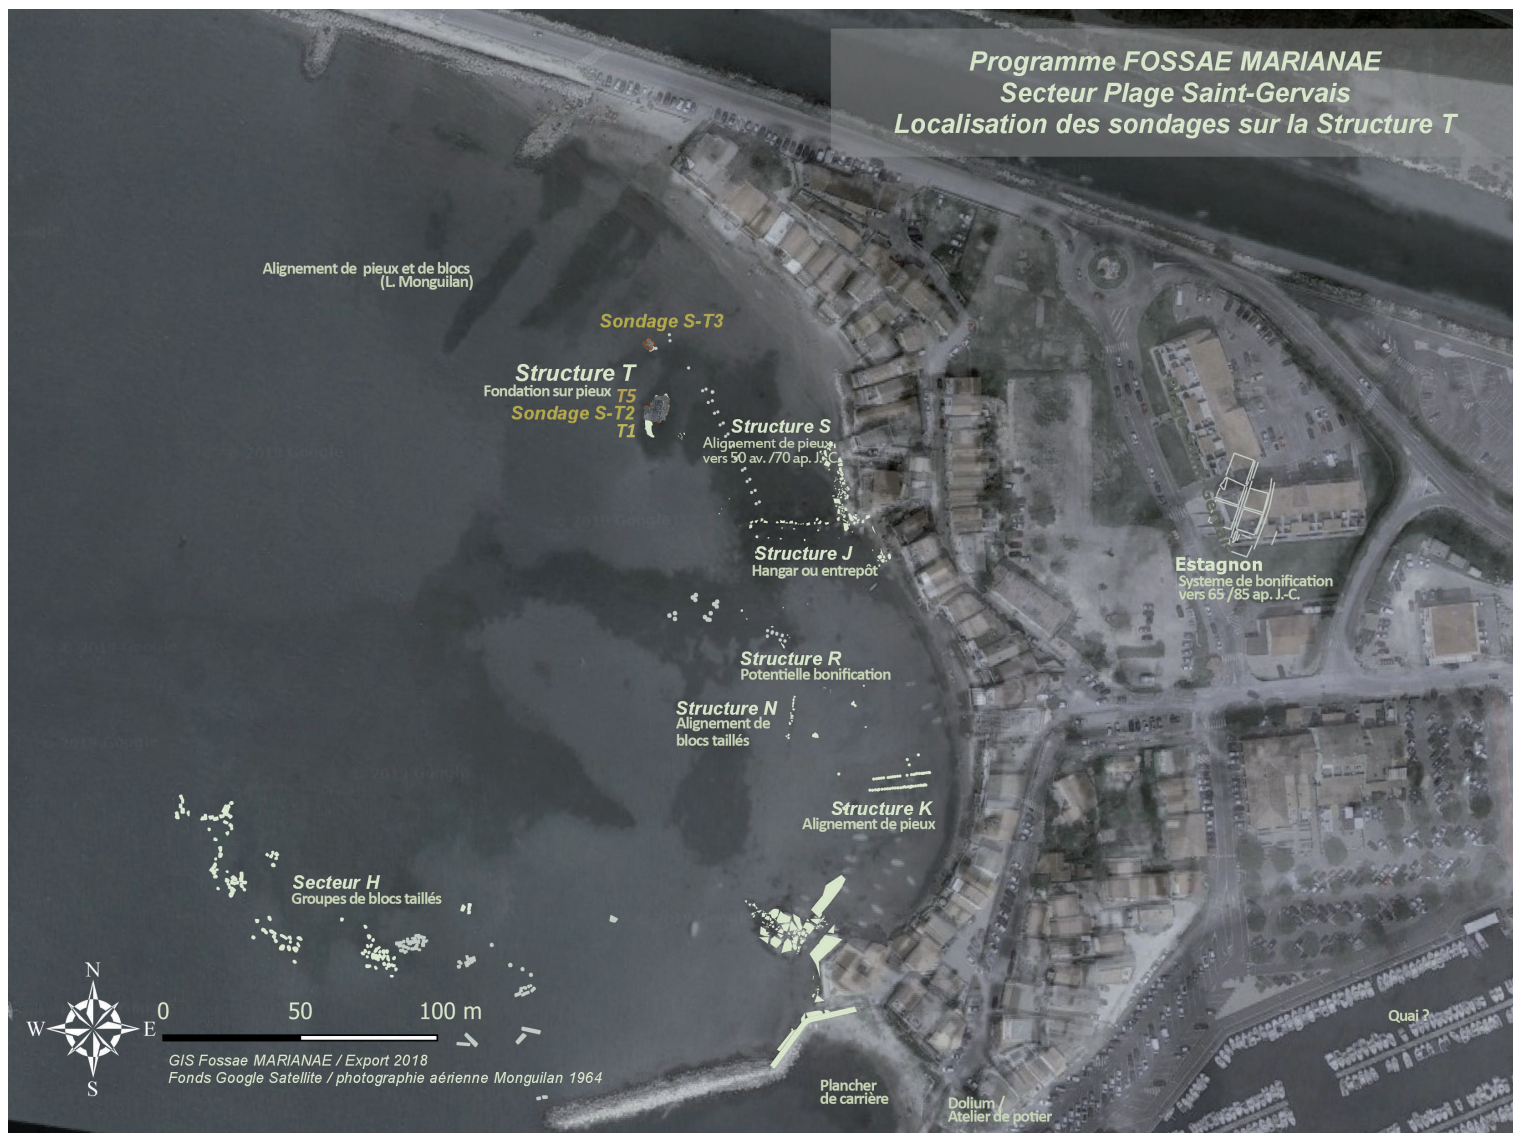 Programme FOSSAE MARIANAE
Secteur Plage Saint-Gervais
Localisation des sondages sur la Structure T
Alignement de pieux et de blocs
(L. Monguilan)
Sondage S-T3
Structure T
Fondation sur pieux T5
Sondage S-T2
T1
Structure S
Alignement de pieux
vers 50 av. /70 ap. J.-C.
Structure J
Hangar ou entrepôt
Estagnon
Systeme de bonification
vers 65 /85 ap. J.-C.
Structure R
Potentielle bonification
Structure N
Alignement de
blocs taillés
Structure K
Alignement de pieux
Secteur H
Groupes de blocs taillés
N
W E
S
0 50 100 m
GIS Fossae MARIANAE / Export 2018
Fonds Google Satellite / photographie aérienne Monguilan 1964
Quai ?
Plancher
de carrière
Dolium /
Atelier de potier